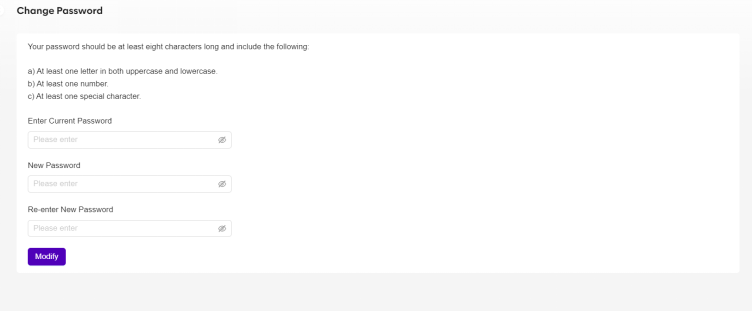 Change Password
Your password should be at least eight characters long and include the following:
a) At least one letter in both uppercase and lowercase.
b) At least one number.
c) At least one special character.
Enter Current Password
Please enter
New Password
Please enter
Re-enter New Password
Please enter
Modify